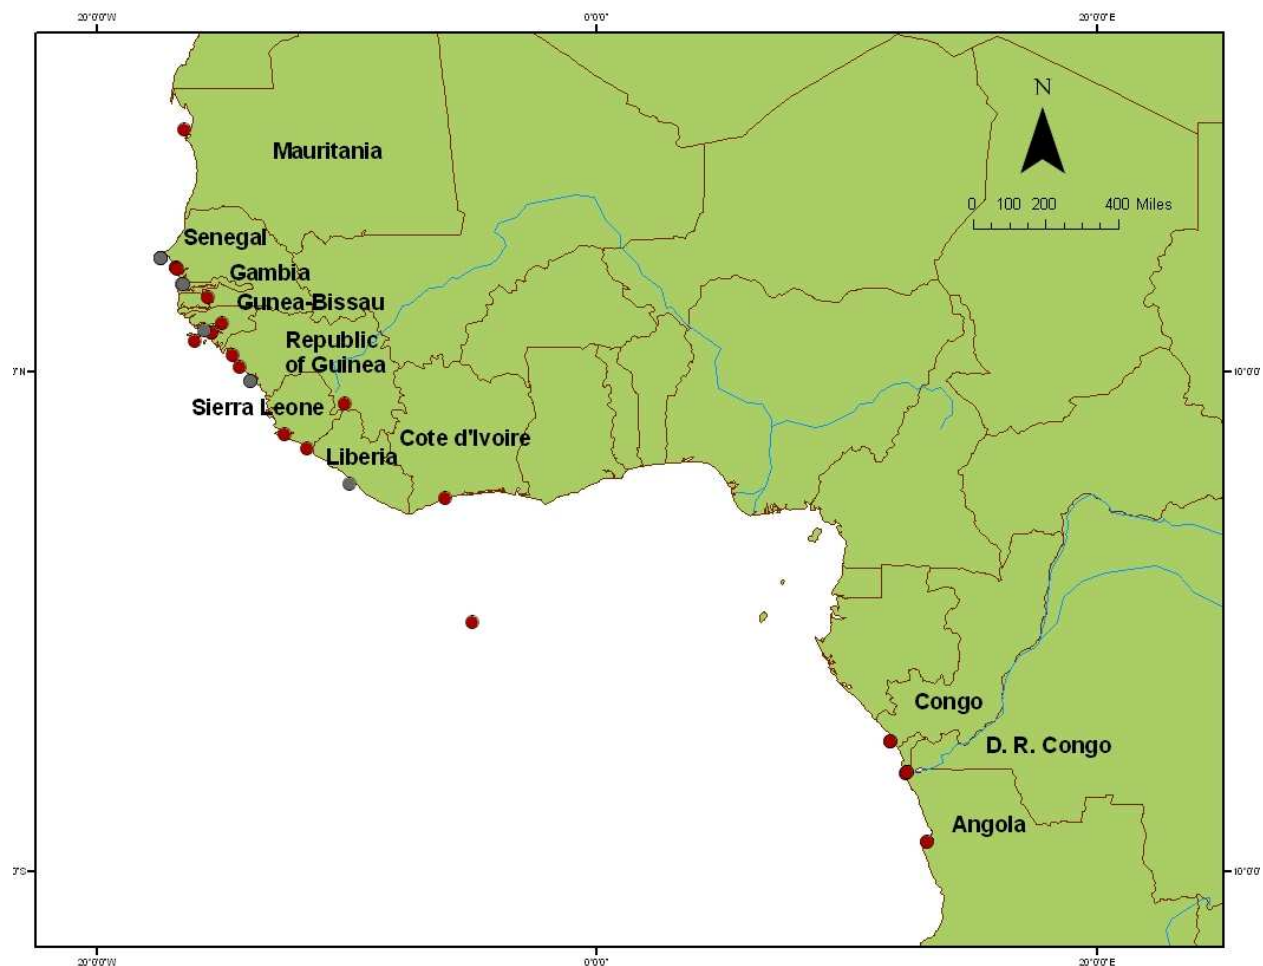 20°0'0"W 0°0'0" 20°0'0"E
N
Mauritania
0 100 200 400 Miles
Senegal
Gambia
Gunea-Bissau
Republic
of Guinea
Sierra Leone
Cote d'Ivoire
Liberia
Congo
D. R. Congo
Angola
20°0'0"W 0°0'0" 20°0'0"E